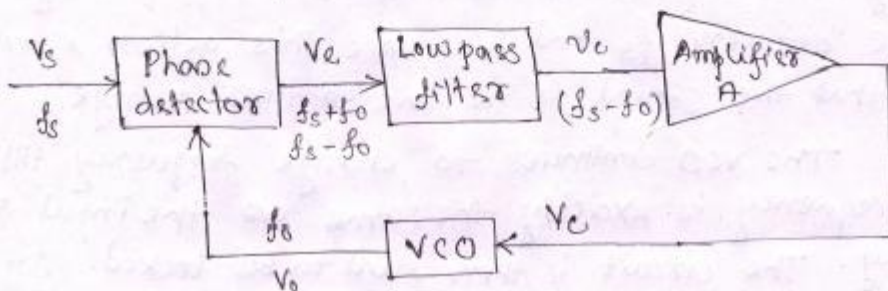 Vs
fs
Phase
detector
Ve
fs+fo
fs-fo
Low pass
filter
Vc
(fs-fo)
Amplifier
A
Vc
VCO
fo
Vo